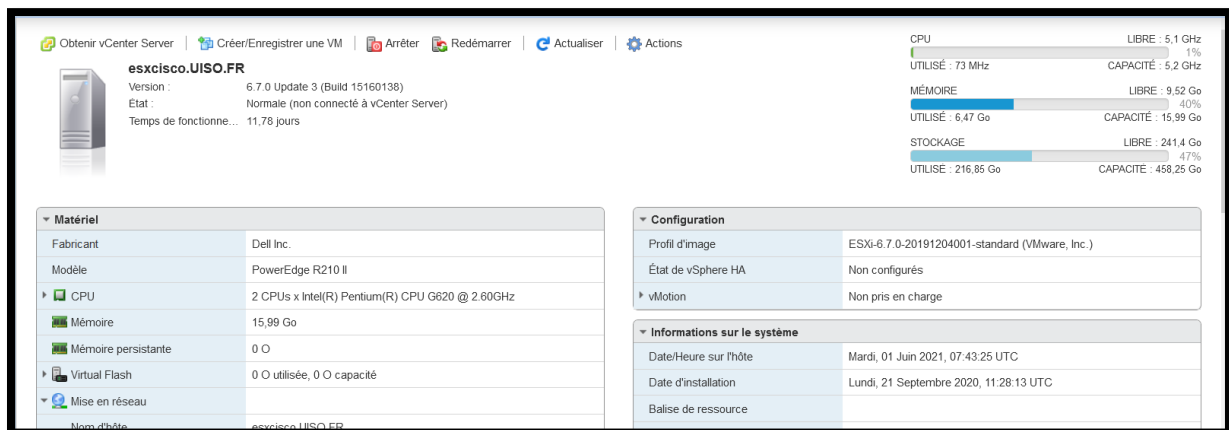 Obtenir vCenter Server Créer/Enregistrer une VM Arrêter Redémarrer Actualiser Actions
esxcisco.UISO.FR
Version : 6.7.0 Update 3 (Build 15160138)
État : Normale (non connecté à vCenter Server)
Temps de fonctionne... 11,78 jours
CPU LIBRE : 5,1 GHz
1%
UTILISÉ : 73 MHz CAPACITÉ : 5,2 GHz
MÉMOIRE LIBRE : 9,52 Go
40%
UTILISÉ : 6,47 Go CAPACITÉ : 15,99 Go
STOCKAGE LIBRE : 241,4 Go
47%
UTILISÉ : 216,85 Go CAPACITÉ : 458,25 Go
Matériel
Fabricant Dell Inc.
Modèle PowerEdge R210 II
CPU 2 CPUs x Intel(R) Pentium(R) CPU G620 @ 2.60GHz
Mémoire 15,99 Go
Mémoire persistante 0 O
Virtual Flash 0 O utilisée, 0 O capacité
Mise en réseau
Nom d'hôte esxcisco.UISO.FR
Configuration
Profil d'image ESXi-6.7.0-20191204001-standard (VMware, Inc.)
État de vSphere HA Non configurés
vMotion Non pris en charge
Informations sur le système
Date/Heure sur l'hôte Mardi, 01 Juin 2021, 07:43:25 UTC
Date d'installation Lundi, 21 Septembre 2020, 11:28:13 UTC
Balise de ressource